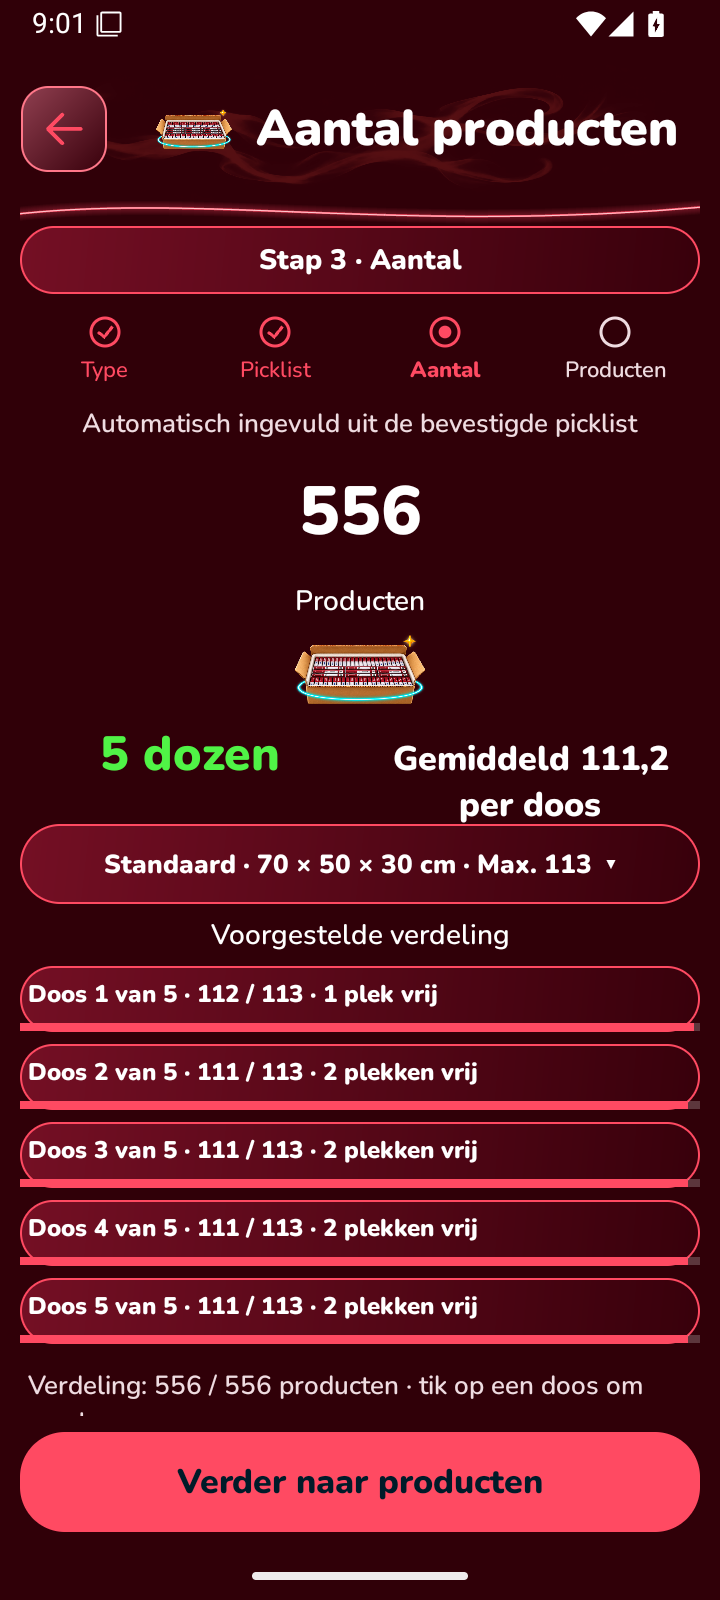 9:01
Aantal producten
Stap 3 · Aantal
Type
Picklist
Aantal
Producten
Automatisch ingevuld uit de bevestigde picklist
556
Producten
5 dozen
Gemiddeld 111,2
per doos
Standaard · 70 × 50 × 30 cm · Max. 113 ▼
Voorgestelde verdeling
Doos 1 van 5 · 112 / 113 · 1 plek vrij
Doos 2 van 5 · 111 / 113 · 2 plekken vrij
Doos 3 van 5 · 111 / 113 · 2 plekken vrij
Doos 4 van 5 · 111 / 113 · 2 plekken vrij
Doos 5 van 5 · 111 / 113 · 2 plekken vrij
Verdeling: 556 / 556 producten · tik op een doos om
Verder naar producten